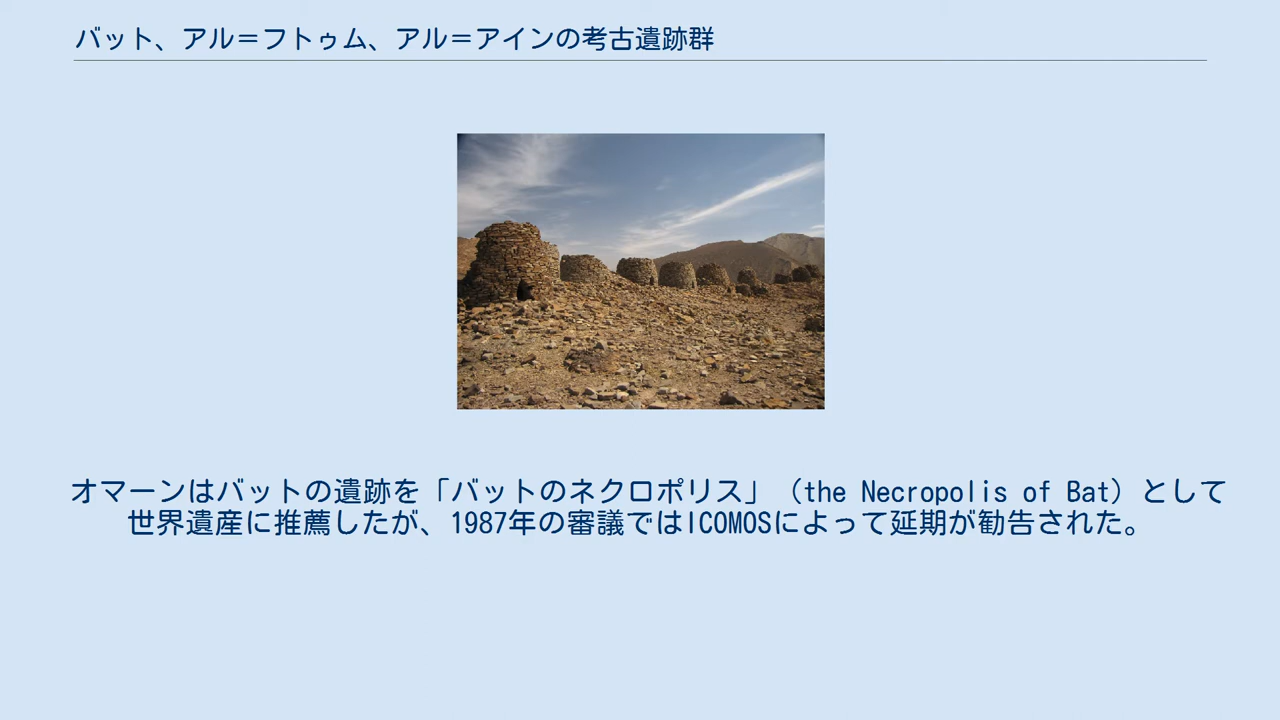 バット、アル＝フトゥム、アル＝アインの考古遺跡群
オマーンはバットの遺跡を「バットのネクロポリス」（the Necropolis of Bat）として
世界遺産に推薦したが、1987年の審議ではICOMOSによって延期が勧告された。